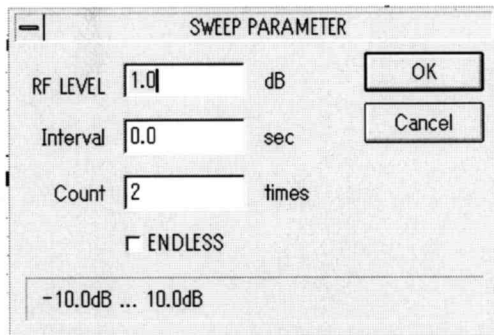 SWEEP PARAMETER
RF LEVEL 1.0 dB
OK
Interval 0.0 sec
Cancel
Count 2 times
ENDLESS
-10.0dB ... 10.0dB